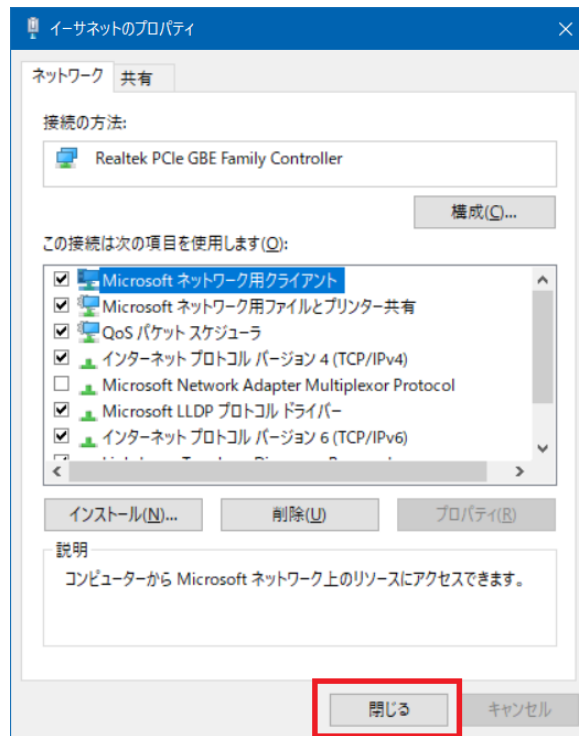 イーサネットのプロパティ
ネットワーク 共有
接続の方法:
Realtek PCIe GBE Family Controller
構成(C)...
この接続は次の項目を使用します(O):
Microsoft ネットワーク用クライアント
Microsoft ネットワーク用ファイルとプリンター共有
QoS パケット スケジューラ
インターネット プロトコル バージョン 4 (TCP/IPv4)
Microsoft Network Adapter Multiplexor Protocol
Microsoft LLDP プロトコル ドライバー
インターネット プロトコル バージョン 6 (TCP/IPv6)
インストール(N)... 削除(U) プロパティ(R)
説明
コンピューターから Microsoft ネットワーク上のリソースにアクセスできます。
閉じる キャンセル